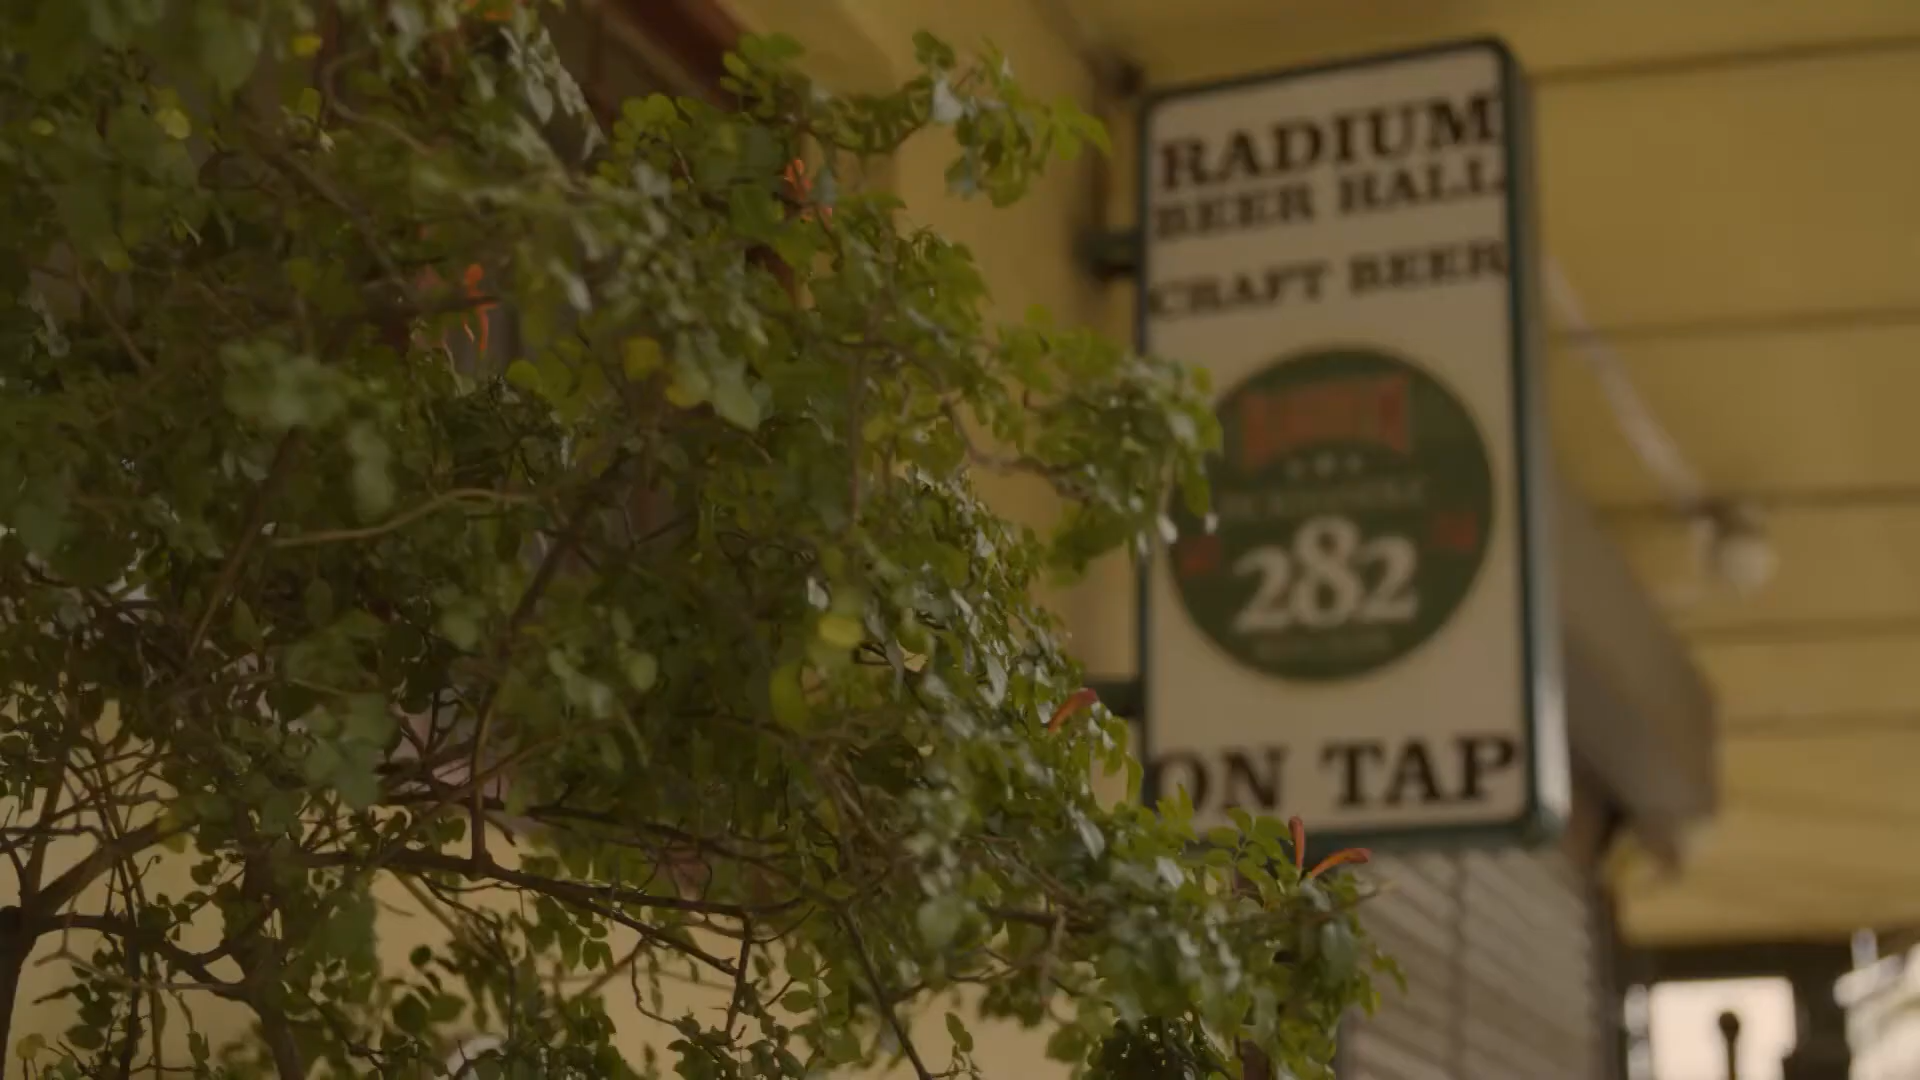 RADIUM
BEER HALL
CRAFT BEER
282
ON TAP